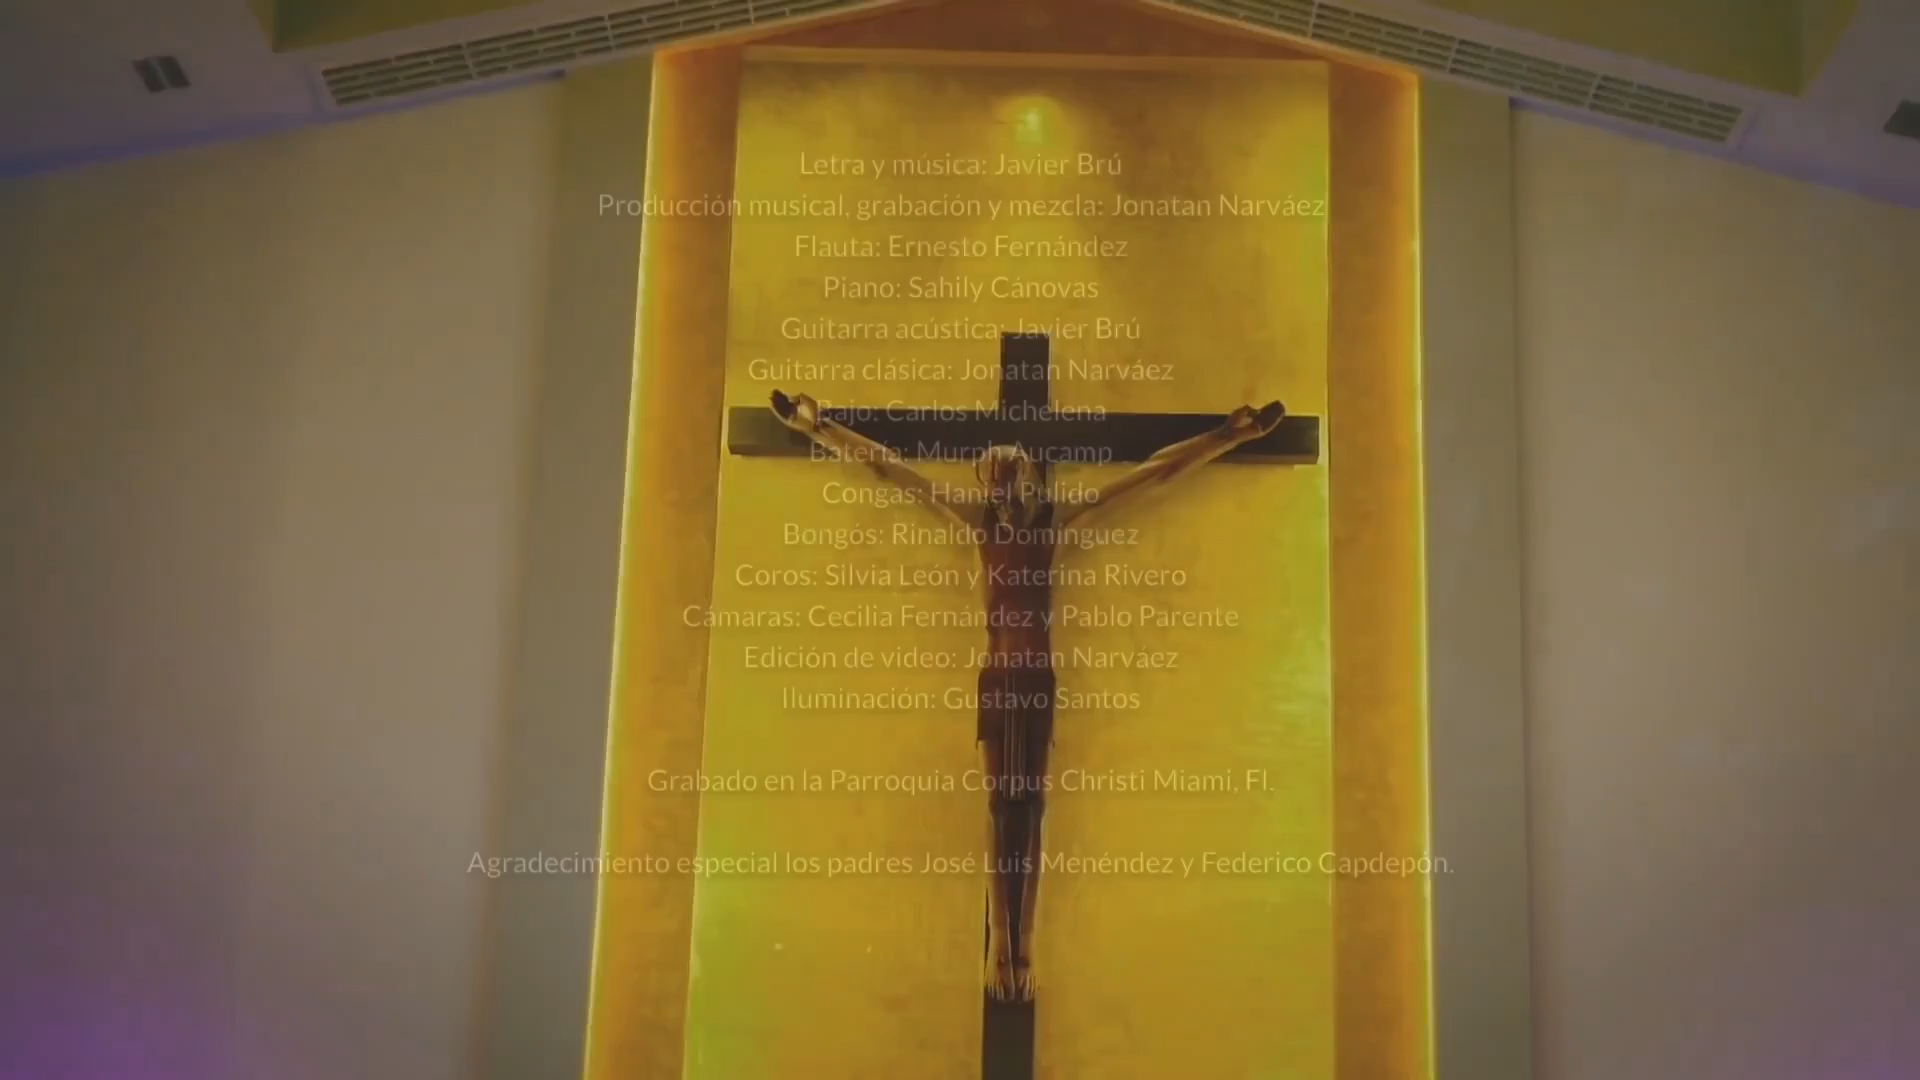 Letra y música: Javier Brú
Producción musical, grabación y mezcla: Jonatan Narváez
Flauta: Ernesto Fernández
Piano: Sahily Cánovas
Guitarra acústica: Javier Brú
Guitarra clásica: Jonatan Narváez
Bajo: Carlos Michelena
Batería: Murph Aucamp
Congas: Haniel Pulido
Bongós: Rinaldo Domínguez
Coros: Silvia León y Katerina Rivero
Cámaras: Cecilia Fernández y Pablo Parente
Edición de video: Jonatan Narváez
Iluminación: Gustavo Santos
Grabado en la Parroquia Corpus Christi Miami, Fl.
Agradecimiento especial los padres José Luis Menéndez y Federico Capdepón.